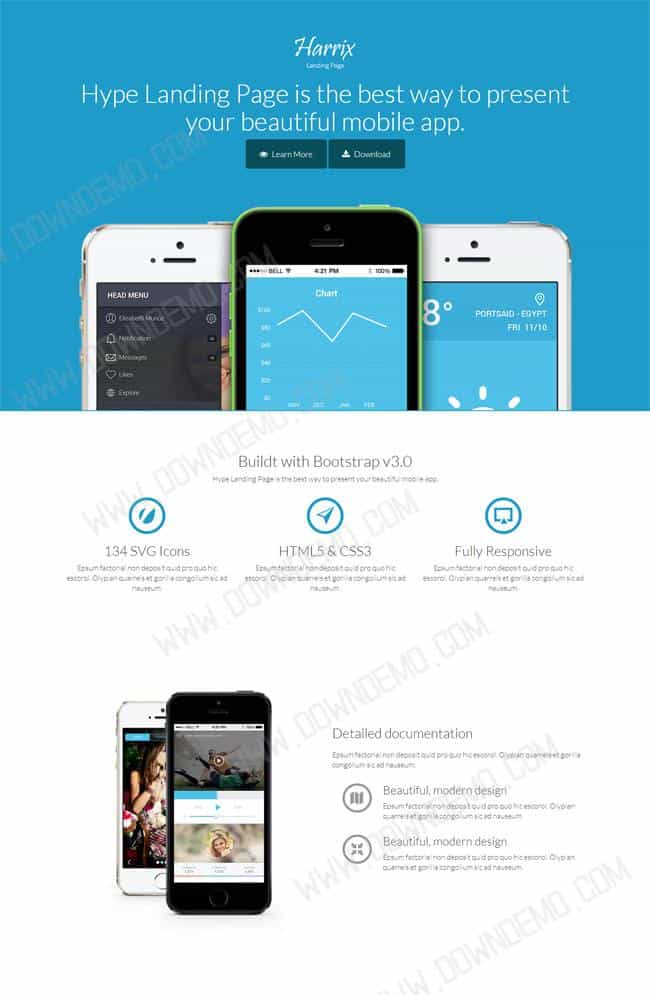 Harrix
Landing Page
Hype Landing Page is the best way to present
your beautiful mobile app.
Learn More
Download
BELL
4:21 PM
100%
HEAD MENU
Notification
Messages
Likes
Explore
Chart
$100
$80
$60
$40
$20
$0
NOV DEC JAN FEB
8°
PORTSAID - EGYPT
FRI 11/10
Buildt with Bootstrap v3.0
Hype Landing Page is the best way to present your beautiful mobile app.
134 SVG Icons
Epsum factorial non deposit quid pro quo hic
escorol. Olypian quarrels et gorilla congolium sic ad
nauseum.
HTML5 & CSS3
Epsum factorial non deposit quid pro quo hic
escorol. Olypian quarrels et gorilla congolium sic ad
nauseum.
Fully Responsive
Epsum factorial non deposit quid pro quo hic
escorol. Olypian quarrels et gorilla congolium sic ad
nauseum.
Detailed documentation
Epsum factorial non deposit quid pro quo hic escorol. Olypian quarrels et gorilla
congolium sic ad nauseum.
Beautiful, modern design
Epsum factorial non deposit quid pro quo hic escorol. Olypian
quarrels et gorilla congolium sic ad nauseum.
Beautiful, modern design
Epsum factorial non deposit quid pro quo hic escorol. Olypian
quarrels et gorilla congolium sic ad nauseum.
WWW.DOWNDEMO.COM
WWW.DOWNDEMO.COM
WWW.DOWNDEMO.COM
WWW.DOWNDEMO.COM
WWW.DOWNDEMO.COM
WWW.DOWNDEMO.COM